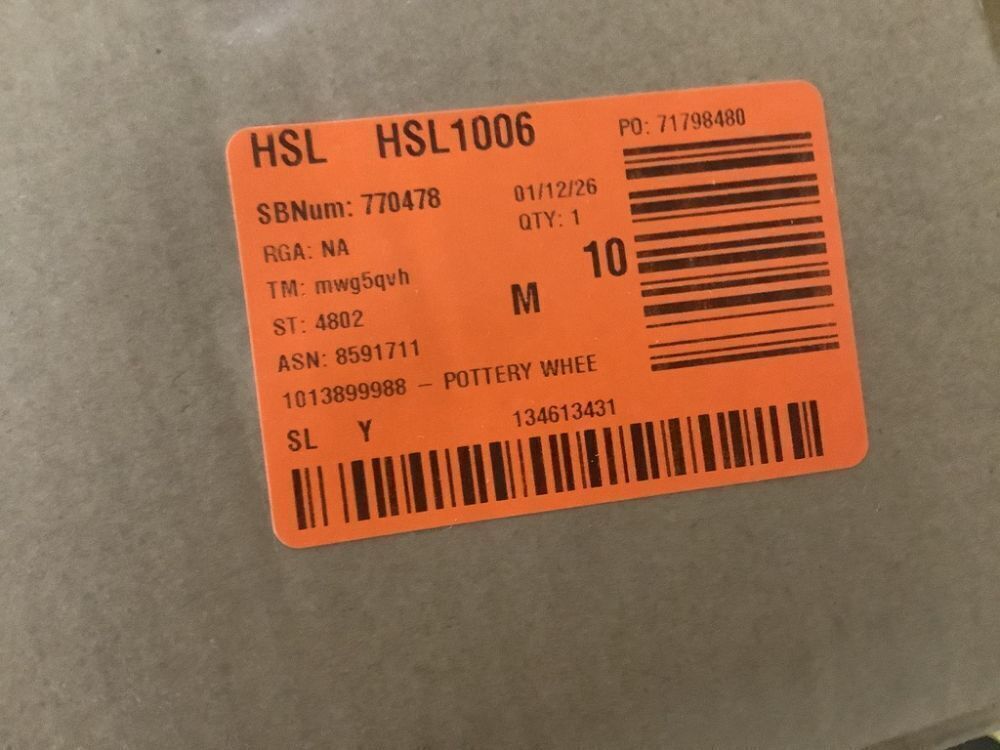 HSL HSL1006 PO: 71798480
SBNum: 770478 01/12/26
RGA: NA QTY: 1
10
TM: mwg5qvh M
ST: 4802
ASN: 8591711
1013899988 – POTTERY WHEE
SL Y 134613431